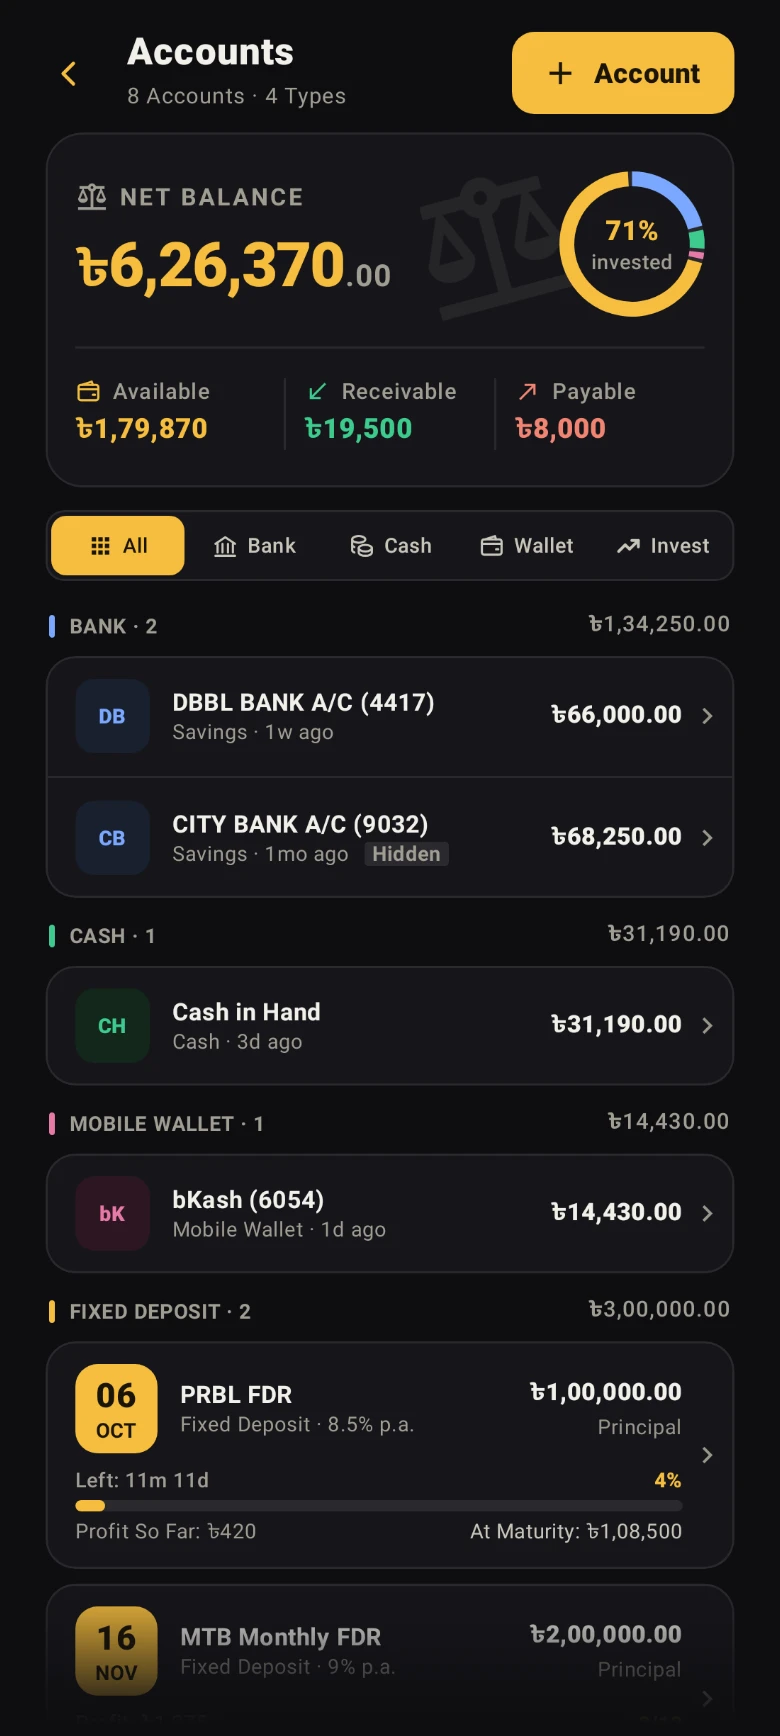 Accounts
8 Accounts · 4 Types
+ Account
NET BALANCE
৳6,26,370.00
71%
invested
Available
৳1,79,870
Receivable
৳19,500
Payable
৳8,000
All
Bank
Cash
Wallet
Invest
BANK · 2
৳1,34,250.00
DB
DBBL BANK A/C (4417)
Savings · 1w ago
৳66,000.00
CB
CITY BANK A/C (9032)
Savings · 1mo ago Hidden
৳68,250.00
CASH · 1
৳31,190.00
CH
Cash in Hand
Cash · 3d ago
৳31,190.00
MOBILE WALLET · 1
৳14,430.00
bK
bKash (6054)
Mobile Wallet · 1d ago
৳14,430.00
FIXED DEPOSIT · 2
৳3,00,000.00
06
OCT
PRBL FDR
Fixed Deposit · 8.5% p.a.
৳1,00,000.00
Principal
Left: 11m 11d
4%
Profit So Far: ৳420
At Maturity: ৳1,08,500
16
NOV
MTB Monthly FDR
Fixed Deposit · 9% p.a.
৳2,00,000.00
Principal